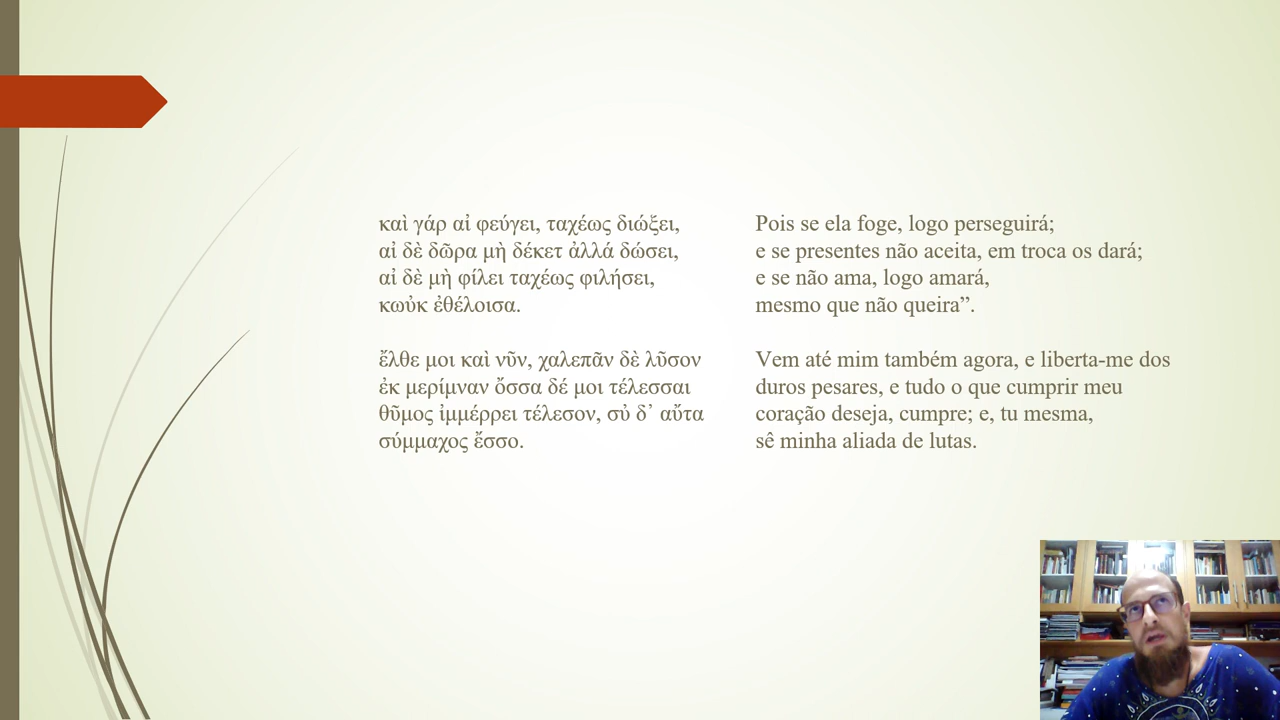 καὶ γάρ αἰ φεύγει, ταχέως διώξει,
αἰ δὲ δῶρα μὴ δέκετ ἀλλά δώσει,
αἰ δὲ μὴ φίλει ταχέως φιλήσει,
κωὐκ ἐθέλοισα.
ἔλθε μοι καὶ νῦν, χαλεπᾶν δὲ λῦσον
ἐκ μερίμναν ὄσσα δέ μοι τέλεσσαι
θῦμος ἰμμέρρει τέλεσον, σὐ δ᾽ αὔτα
σύμμαχος ἔσσο.
Pois se ela foge, logo perseguirá;
e se presentes não aceita, em troca os dará;
e se não ama, logo amará,
mesmo que não queira”.
Vem até mim também agora, e liberta-me dos
duros pesares, e tudo o que cumprir meu
coração deseja, cumpre; e, tu mesma,
sê minha aliada de lutas.